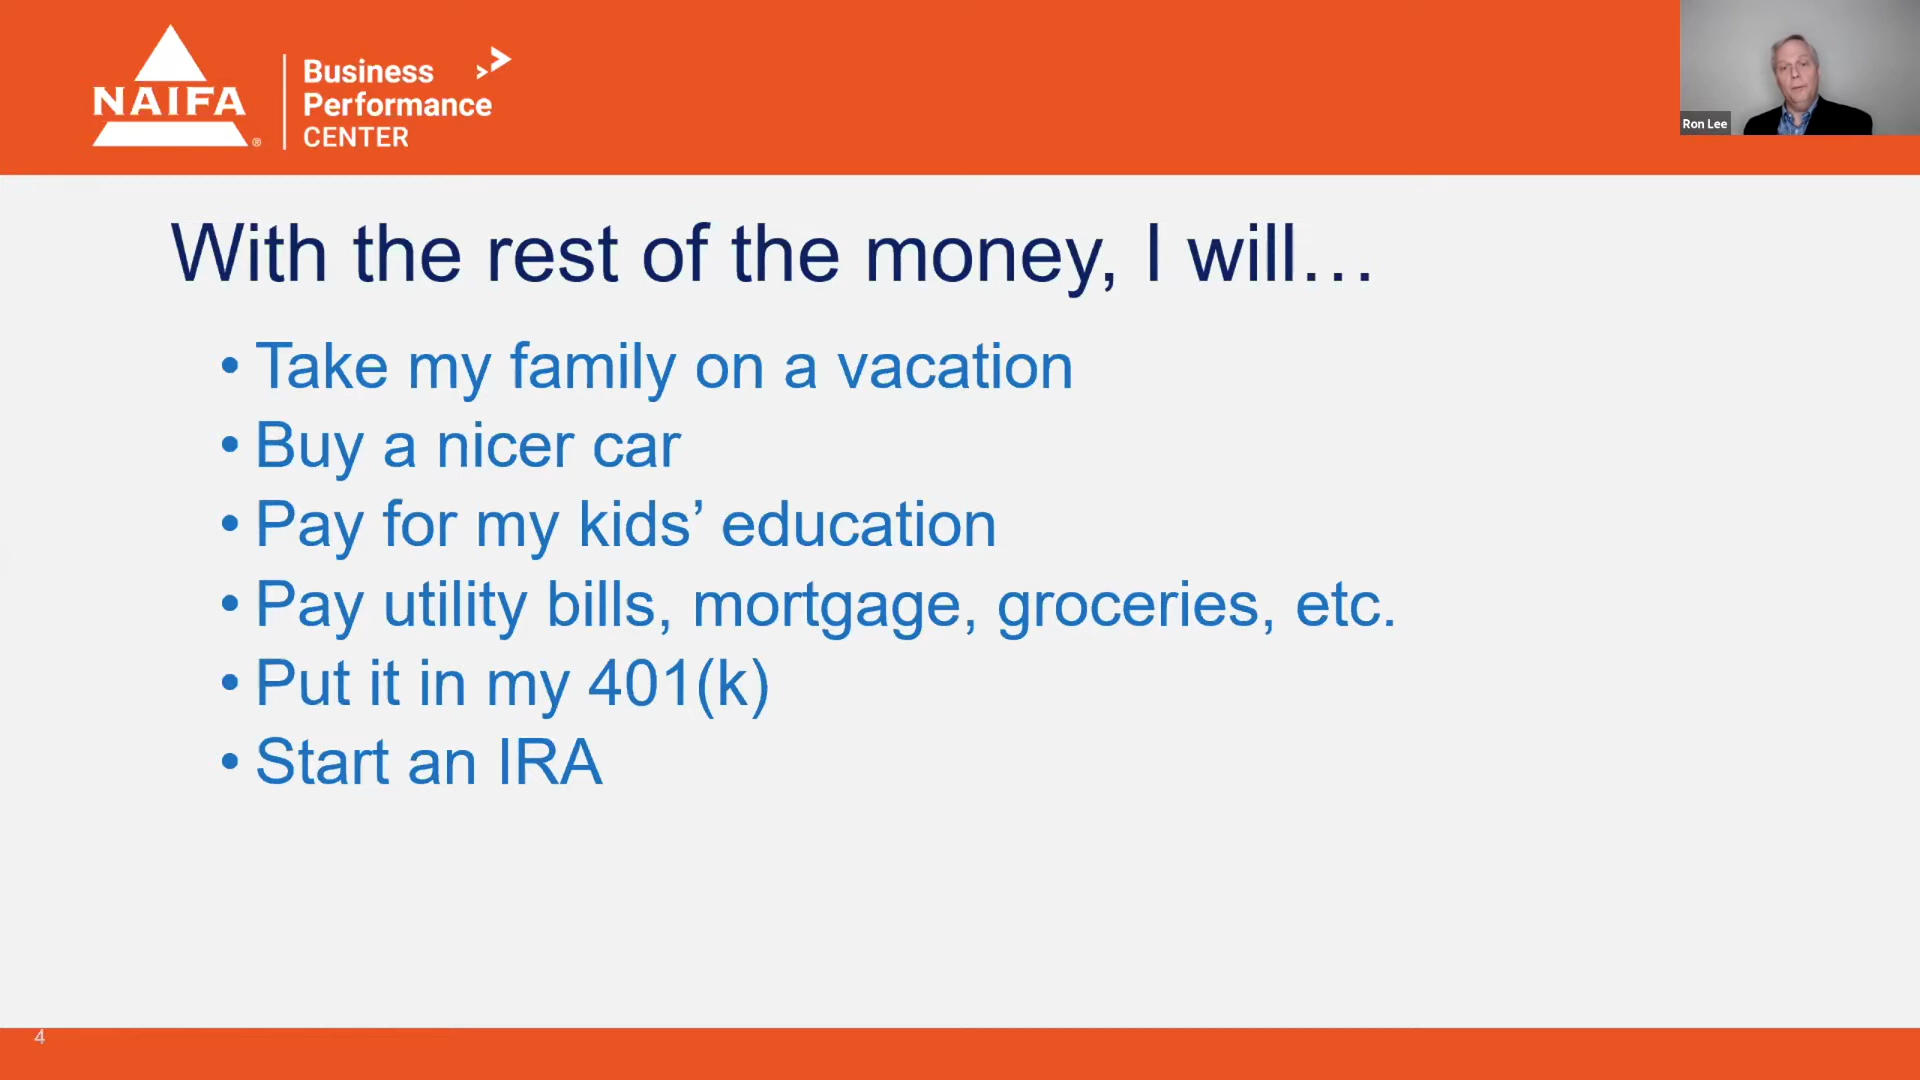 NAIFA®
Business
Performance
CENTER
Ron Lee
With the rest of the money, I will…
• Take my family on a vacation
• Buy a nicer car
• Pay for my kids’ education
• Pay utility bills, mortgage, groceries, etc.
• Put it in my 401(k)
• Start an IRA
4